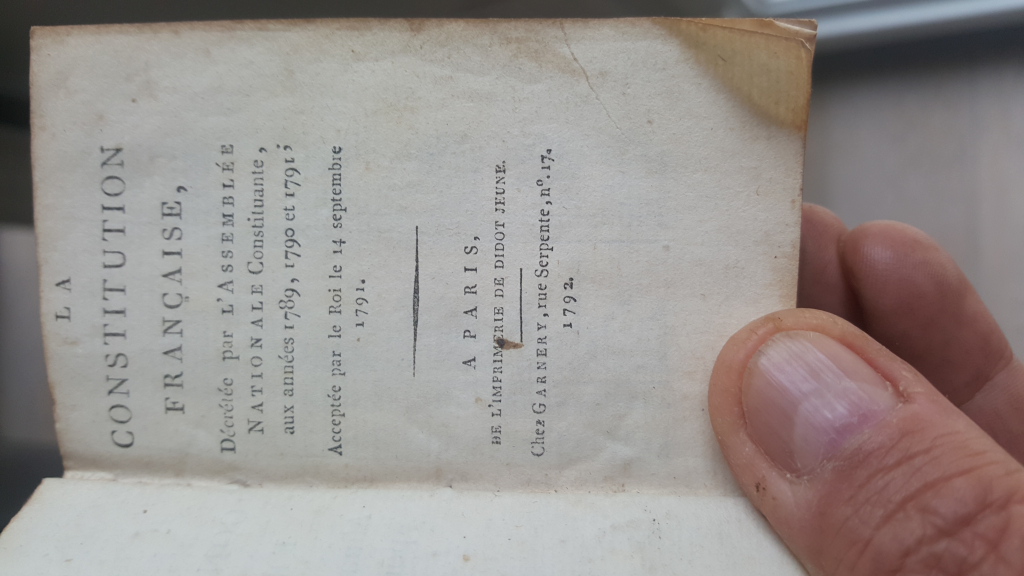 LA
CONSTITUTION
FRANÇAISE,
Décrétée par L'ASSEMBLÉE
NATIONALE Constituante,
aux années 1789, 1790 et 1791;
Acceptée par le Roi le 14 septembre
1791.
A PARIS,
DE L'IMPRIMERIE DE DIDOT JEUNE.
Chez GARNERY, rue Serpente, nº. 17.
1792.